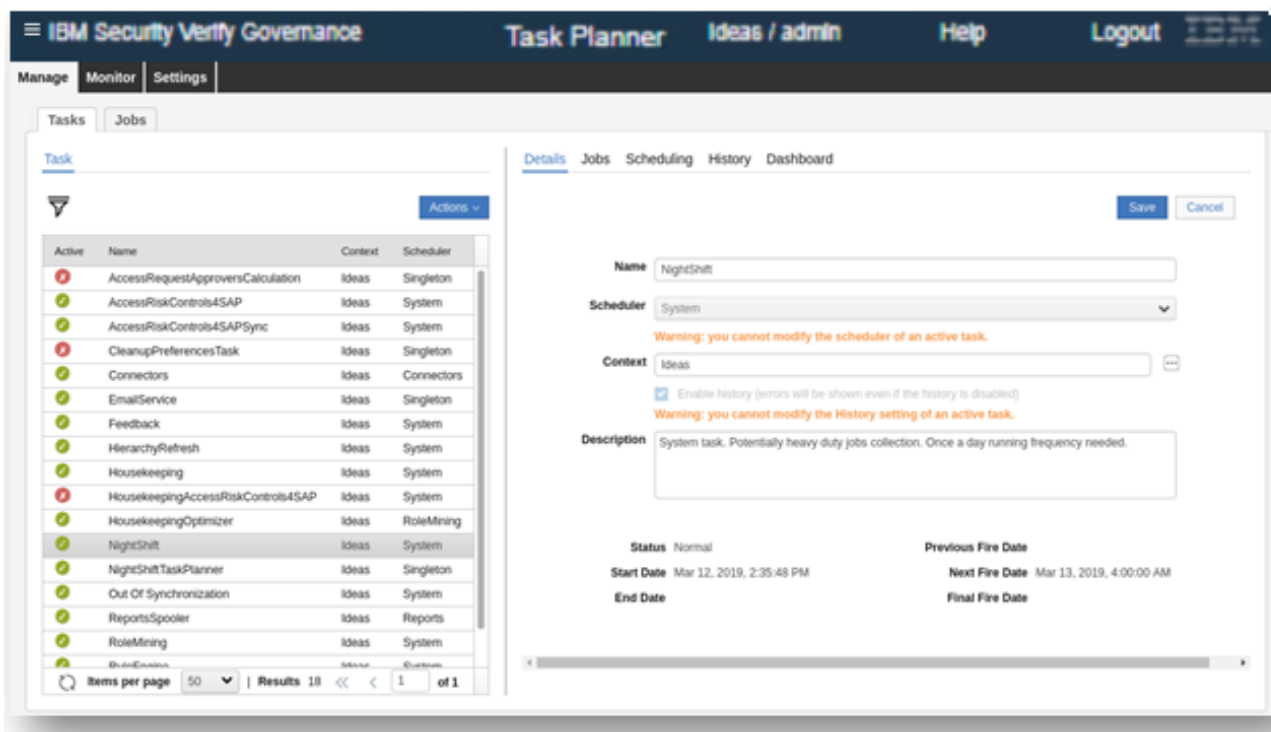 IBM Security Verify Governance Task Planner Ideas / admin Help Logout IBM
Manage Monitor Settings
Tasks Jobs
Task
Actions
Active Name Context Scheduler
AccessRequestApproversCalculation Ideas Singleton
AccessRiskControls4SAP Ideas System
AccessRiskControls4SAPSync Ideas System
CleanupPreferencesTask Ideas Singleton
Connectors Ideas Connectors
EmailService Ideas Singleton
Feedback Ideas System
HierarchyRefresh Ideas System
Housekeeping Ideas System
HousekeepingAccessRiskControls4SAP Ideas System
HousekeepingOptimizer Ideas RoleMining
NightShift Ideas System
NightShiftTaskPlanner Ideas Singleton
Out Of Synchronization Ideas System
ReportsSpooler Ideas Reports
RoleMining Ideas System
RuleEngine Ideas System
Items per page 50 | Results 18 1 of 1
Details Jobs Scheduling History Dashboard
Save Cancel
Name NightShift
Scheduler System
Warning: you cannot modify the scheduler of an active task.
Context Ideas
Enable history (errors will be shown even if the history is disabled)
Warning: you cannot modify the History setting of an active task.
Description System task. Potentially heavy duty jobs collection. Once a day running frequency needed.
Status Normal Previous Fire Date
Start Date Mar 12, 2019, 2:35:48 PM Next Fire Date Mar 13, 2019, 4:00:00 AM
End Date Final Fire Date